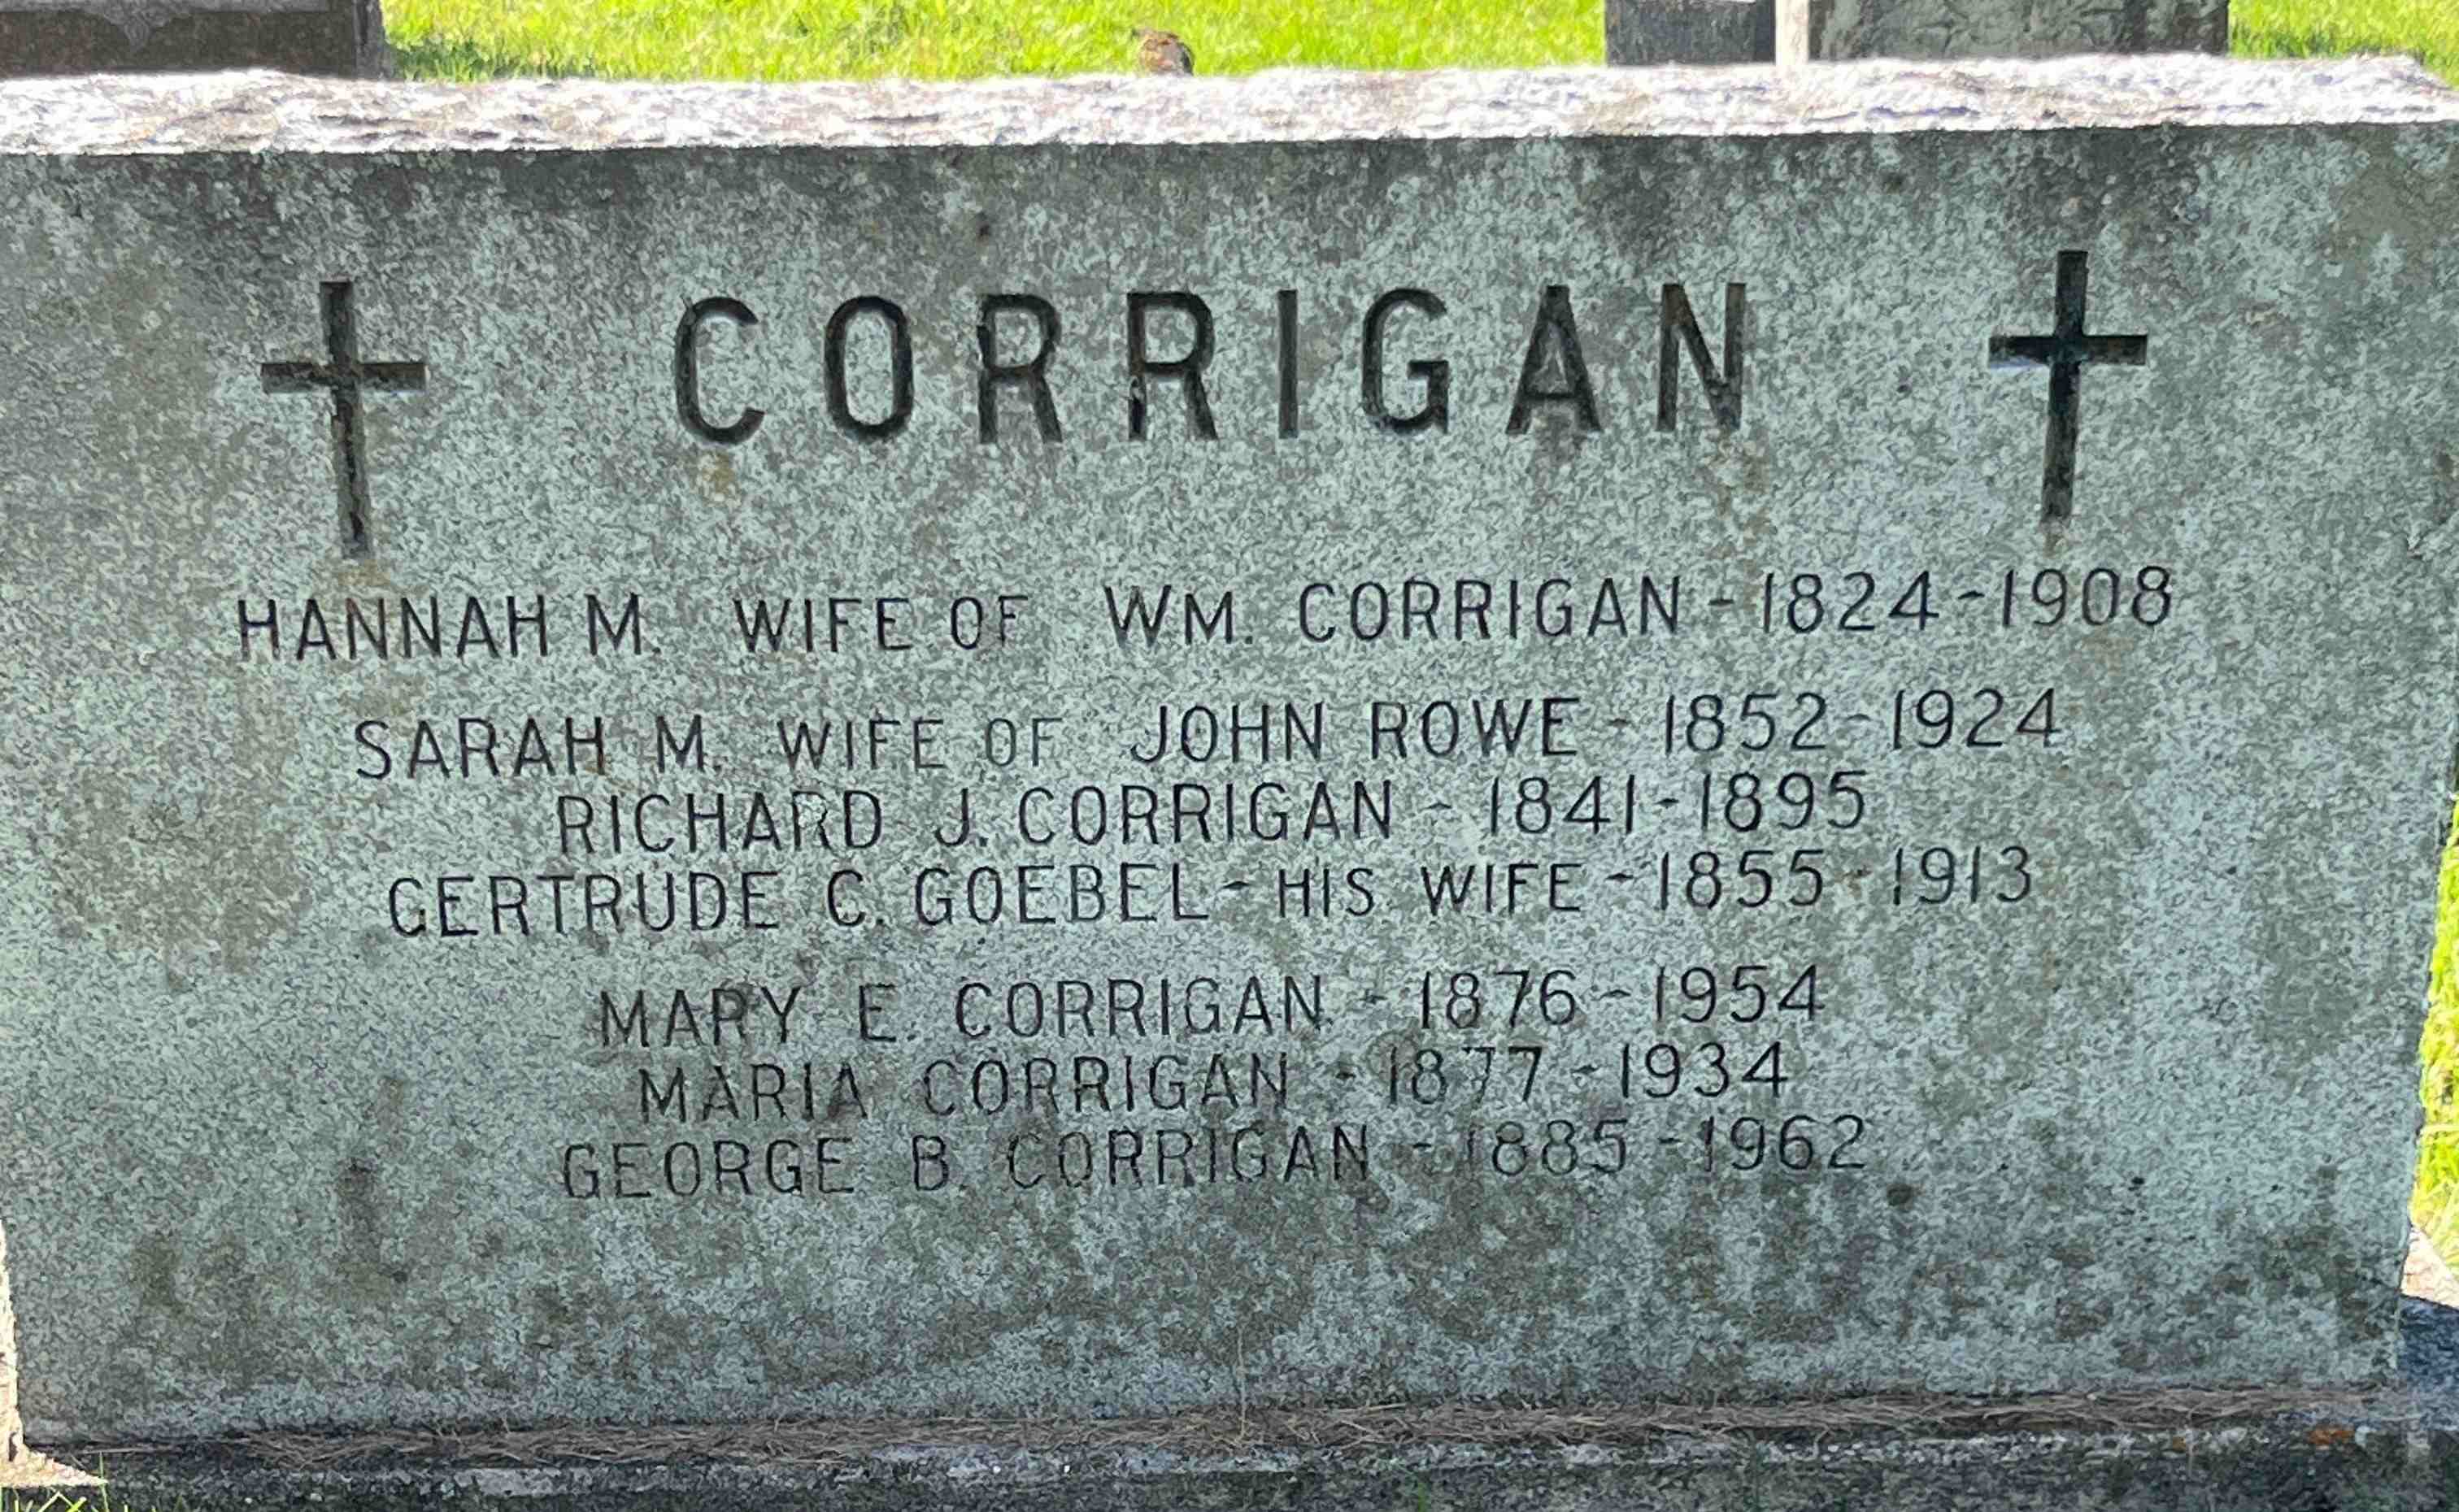 CORRIGAN
HANNAH M. WIFE OF WM. CORRIGAN - 1824-1908
SARAH M. WIFE OF JOHN ROWE - 1852-1924
RICHARD J. CORRIGAN - 1841-1895
GERTRUDE C. GOEBEL - HIS WIFE - 1855-1913
MARY E. CORRIGAN - 1876-1954
MARIA CORRIGAN - 1877-1934
GEORGE B. CORRIGAN - 1885-1962